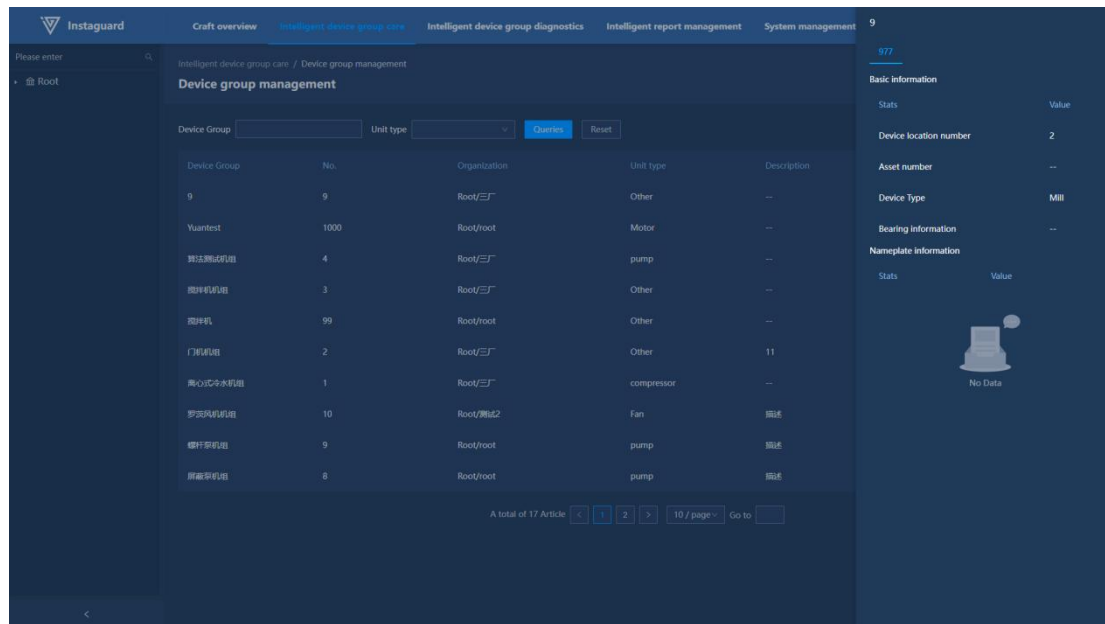 Instaguard
Craft overview Intelligent device group care Intelligent device group diagnostics Intelligent report management System management
Please enter
Root
Intelligent device group care / Device group management
Device group management
Device Group Unit type Queries Reset
Device Group No. Organization Unit type Description
9 9 Root/三厂 Other --
Yuantest 1000 Root/root Motor --
算法测试机组 4 Root/三厂 pump --
搅拌机机组 3 Root/三厂 Other --
搅拌机 99 Root/root Other --
门机机组 2 Root/三厂 Other 11
离心式冷水机组 1 Root/三厂 compressor --
罗茨风机机组 10 Root/测试2 Fan 描述
螺杆泵机组 9 Root/root pump 描述
屏蔽泵机组 8 Root/root pump 描述
A total of 17 Article < 1 2 > 10 / page Go to
<
9
977
Basic information
Stats Value
Device location number 2
Asset number --
Device Type Mill
Bearing information --
Nameplate information
Stats Value
No Data